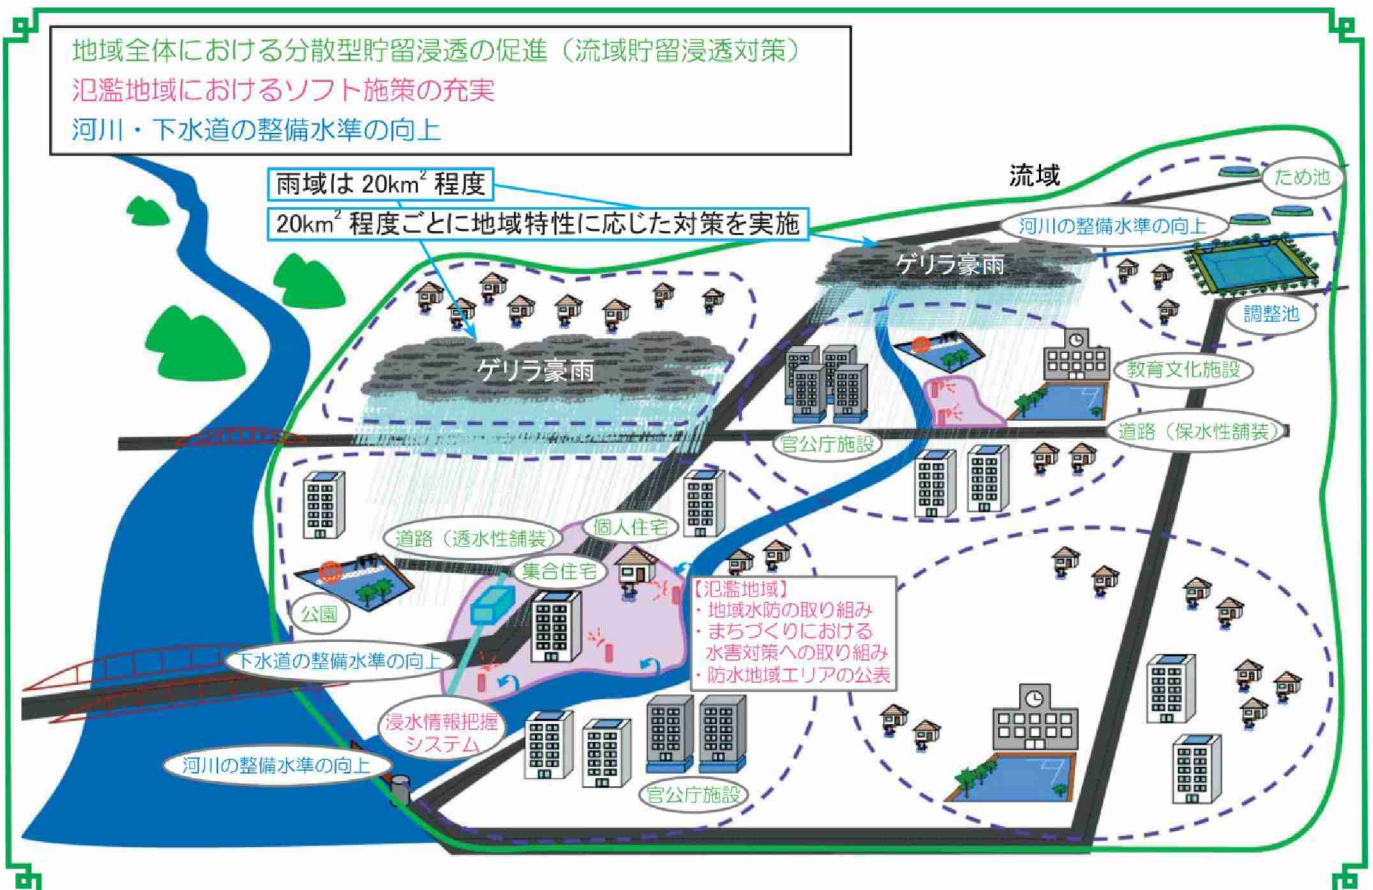 地域全体における分散型貯留浸透の促進（流域貯留浸透対策）
氾濫地域におけるソフト施策の充実
河川・下水道の整備水準の向上
雨域は 20km² 程度
20km² 程度ごとに地域特性に応じた対策を実施
流域
ため池
河川の整備水準の向上
ゲリラ豪雨
調整池
ゲリラ豪雨
教育文化施設
官公庁施設
道路（保水性舗装）
道路（透水性舗装）
個人住宅
集合住宅
公園
【氾濫地域】
・地域水防の取り組み
・まちづくりにおける
水害対策への取り組み
・防水地域エリアの公表
下水道の整備水準の向上
浸水情報把握
システム
河川の整備水準の向上
官公庁施設